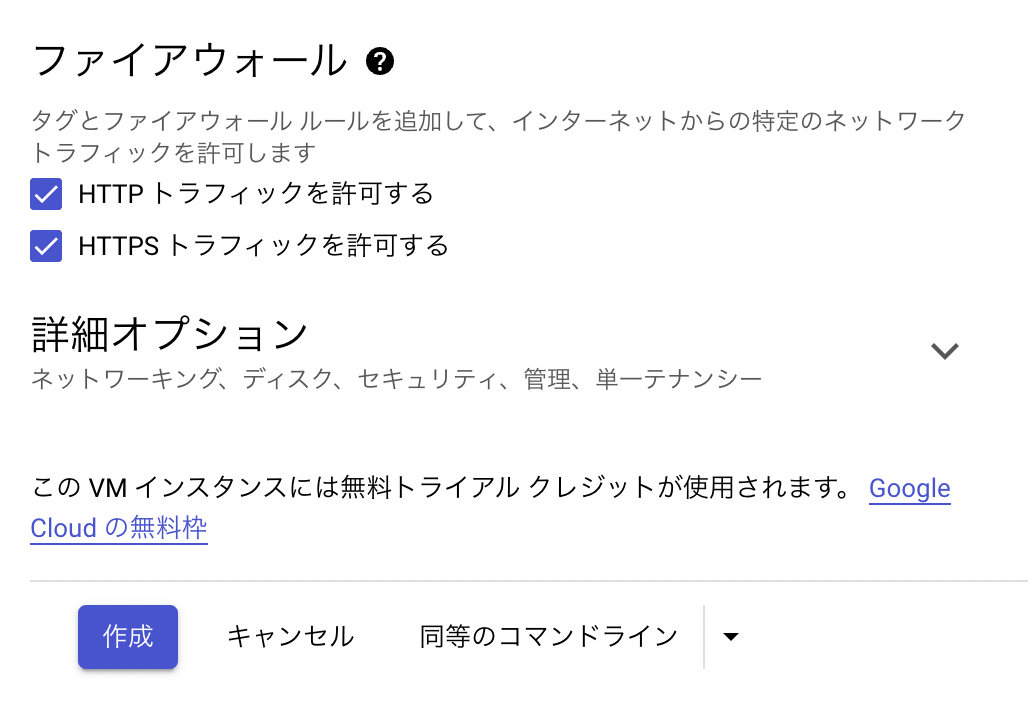 ファイアウォール ?
タグとファイアウォール ルールを追加して、インターネットからの特定のネットワーク
トラフィックを許可します
HTTP トラフィックを許可する
HTTPS トラフィックを許可する
詳細オプション
ネットワーキング、ディスク、セキュリティ、管理、単一テナンシー
この VM インスタンスには無料トライアル クレジットが使用されます。 Google
Cloud の無料枠
作成 キャンセル 同等のコマンドライン